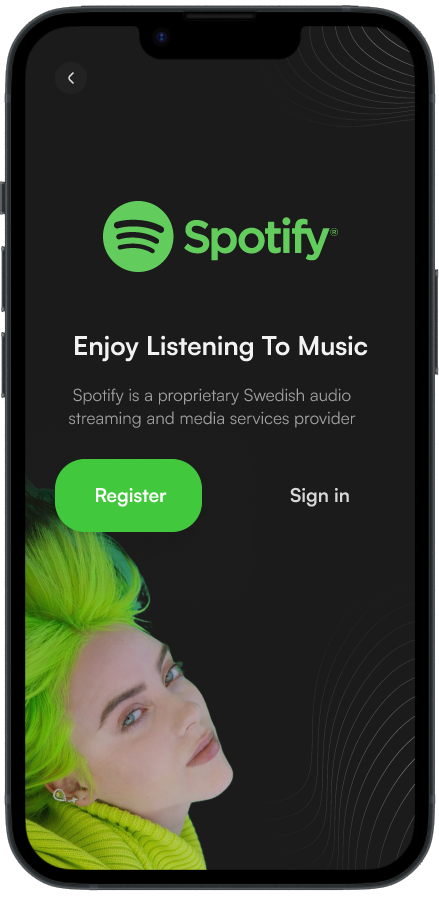 Spotify®
Enjoy Listening To Music
Spotify is a proprietary Swedish audio
streaming and media services provider
Register
Sign in